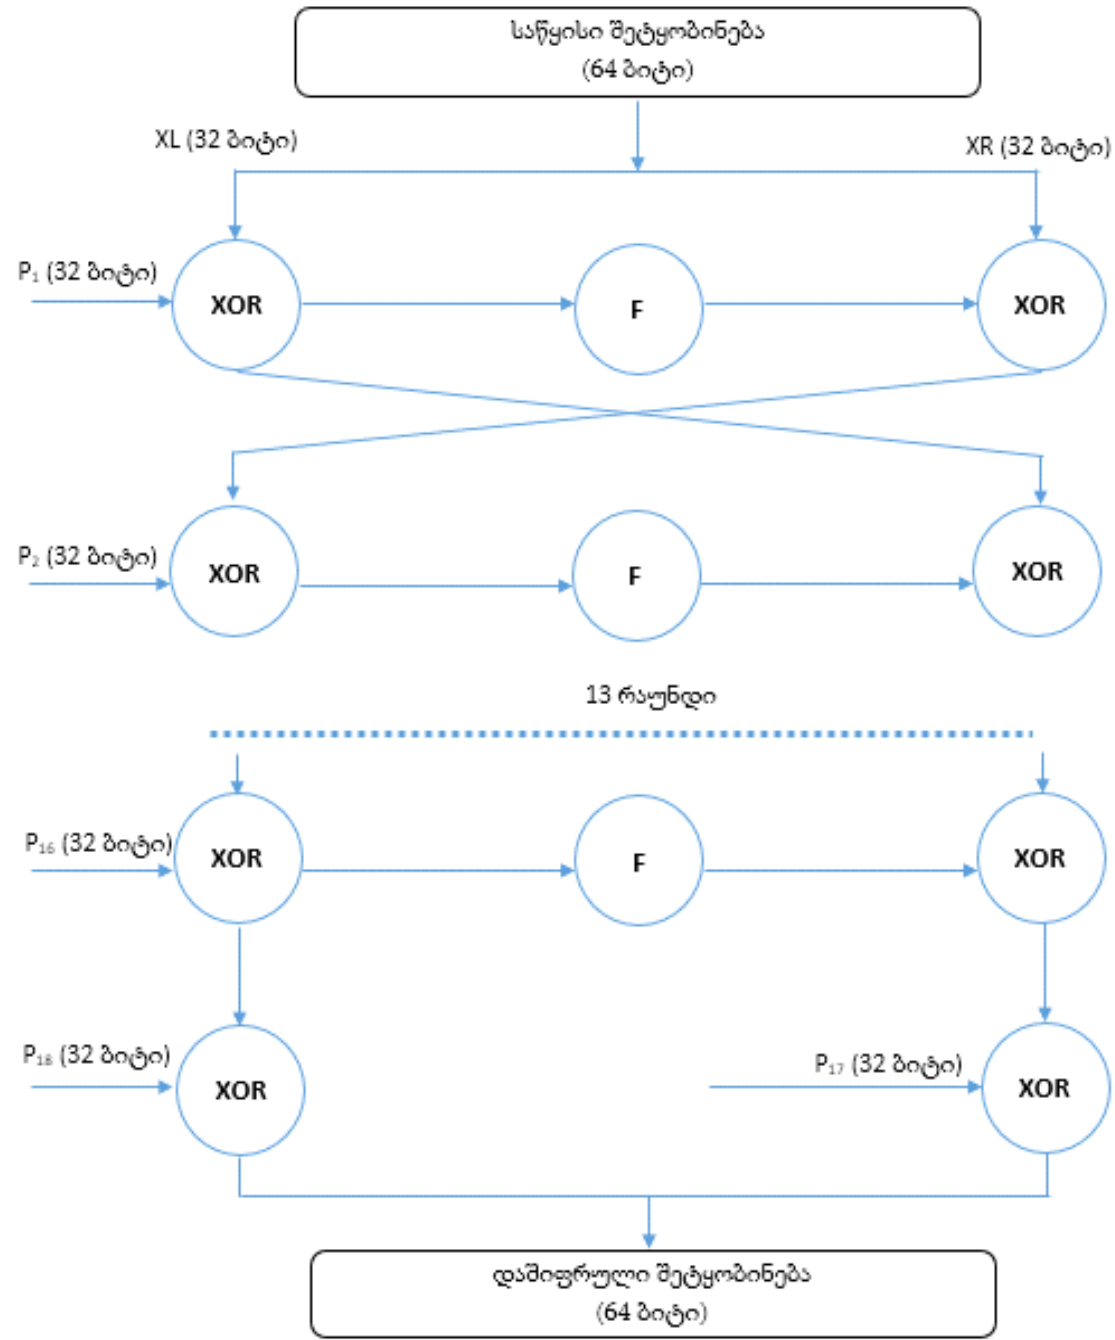 საწყისი შეტყობინება
(64 ბიტი)
XL (32 ბიტი)
XR (32 ბიტი)
P₁ (32 ბიტი)
XOR
F
XOR
P₂ (32 ბიტი)
XOR
F
XOR
13 რაუნდი
P₁₆ (32 ბიტი)
XOR
F
XOR
P₁₈ (32 ბიტი)
XOR
P₁₇ (32 ბიტი)
XOR
დაშიფრული შეტყობინება
(64 ბიტი)